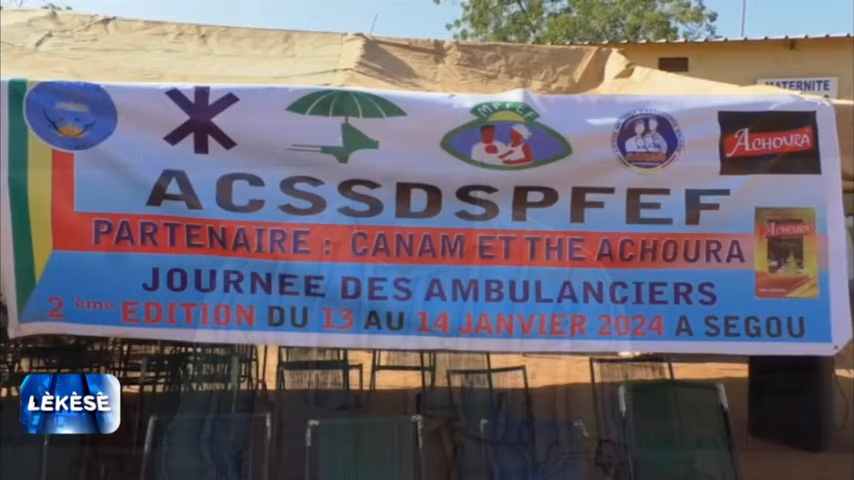 MATERNITE
MPFEF
ACHOURA
ACSSDSPFEF
PARTENAIRE : CANAM ET THE ACHOURA
ACHOURA
JOURNEE DES AMBULANCIERS
2 ème EDITION DU 13 AU 14 JANVIER 2024 A SEGOU
LÈKÈSÈ